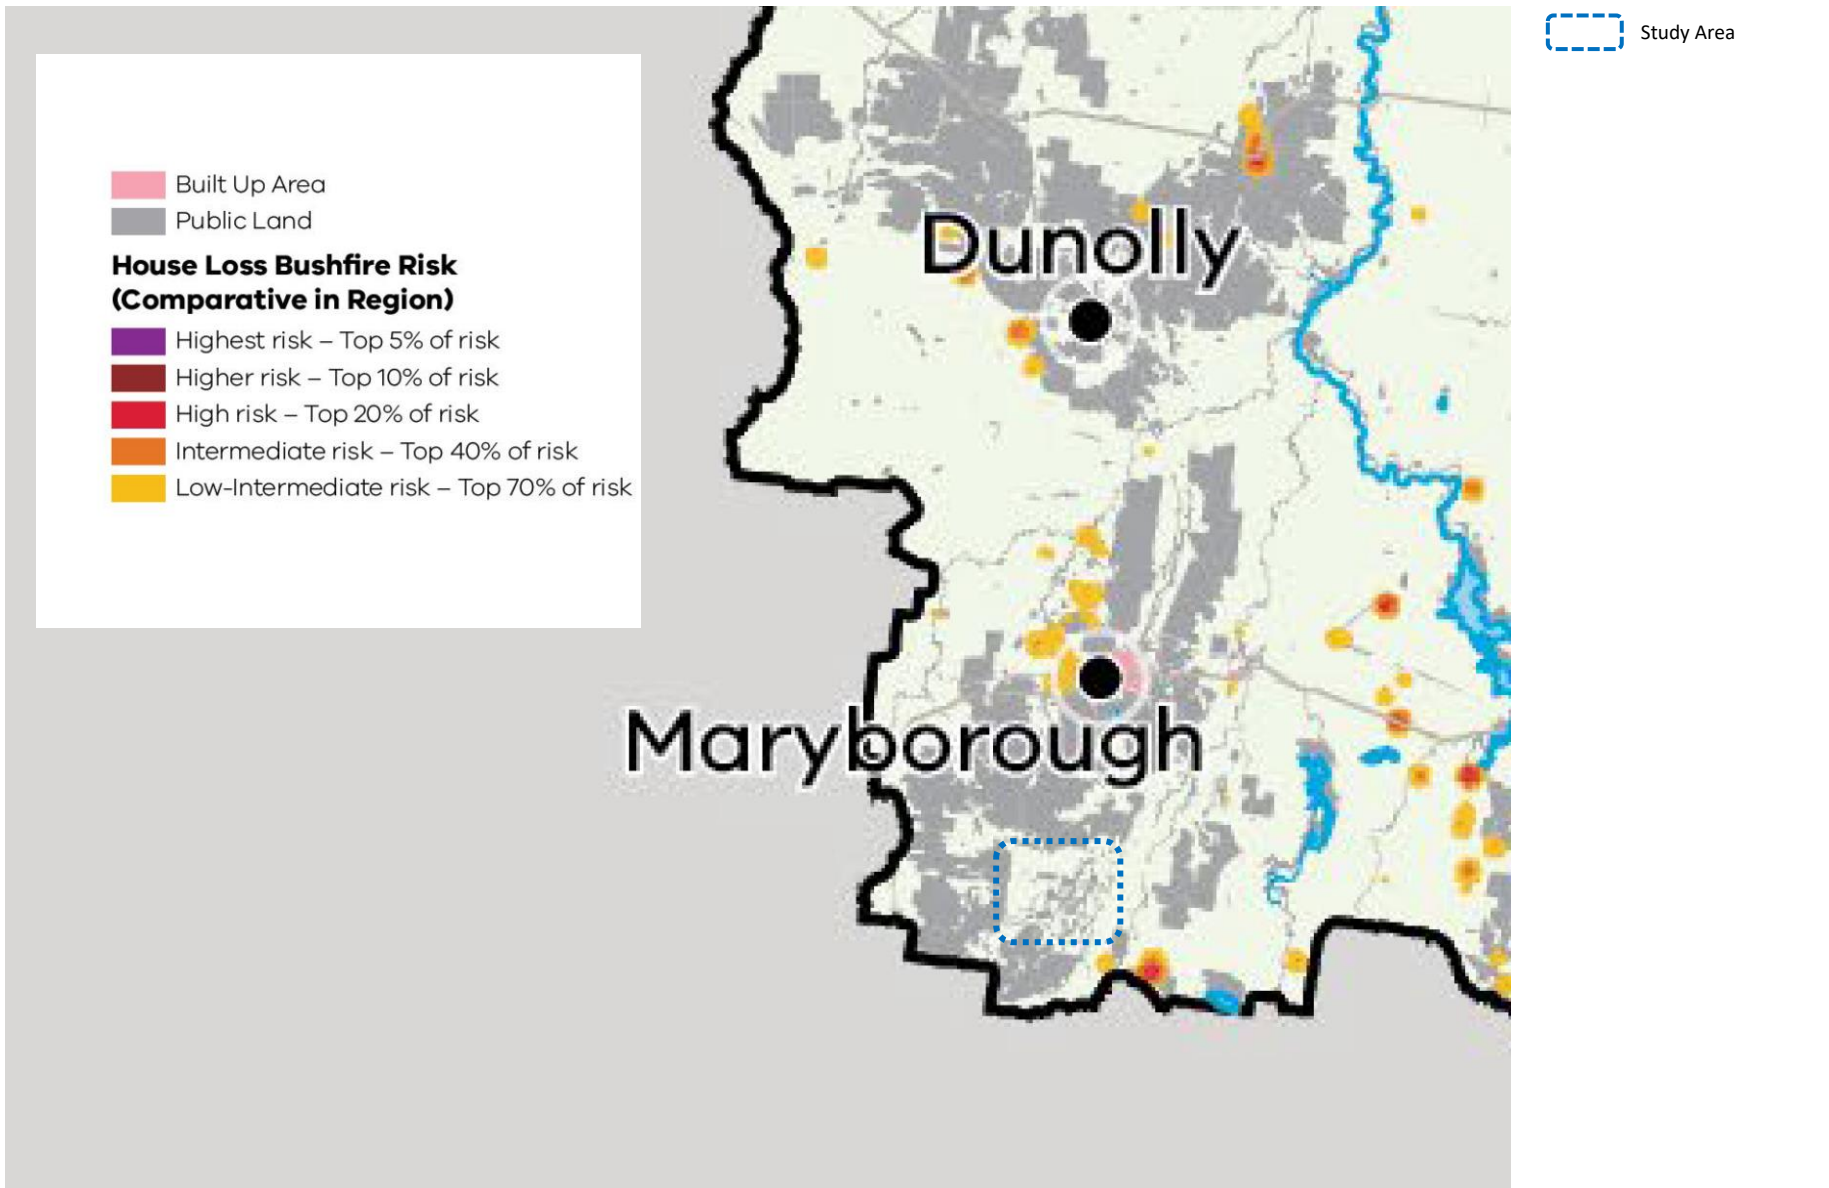 Study Area
Built Up Area
Public Land
House Loss Bushfire Risk
(Comparative in Region)
Highest risk – Top 5% of risk
Higher risk – Top 10% of risk
High risk – Top 20% of risk
Intermediate risk – Top 40% of risk
Low-Intermediate risk – Top 70% of risk
Dunolly
Maryborough